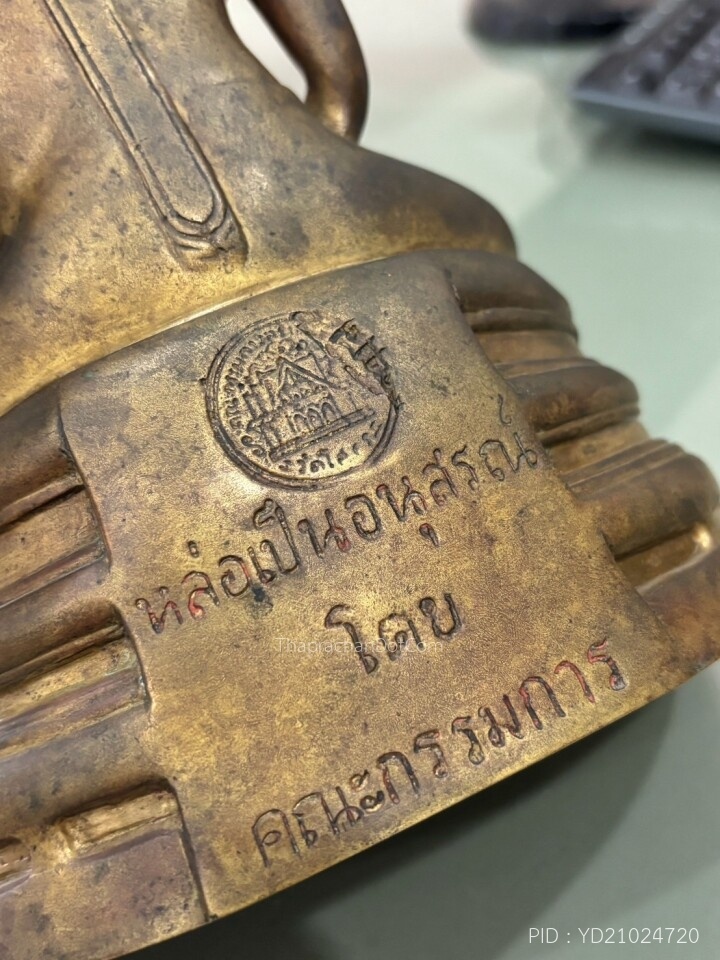 หล่อเป็นอนุสรณ์
โดย
ThaprachanDotCom
คณะกรรมการ
PID : YD21024720